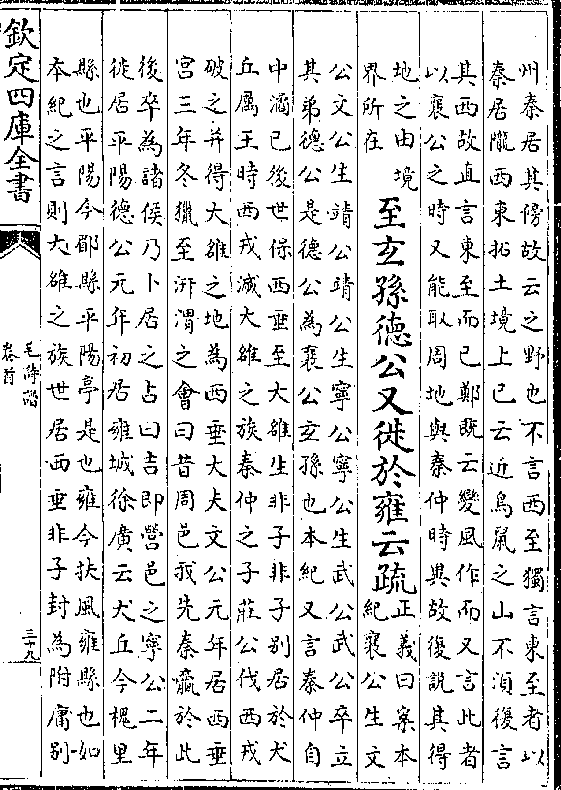 州秦居其傍故云之野也不言西至獨言東至者以
秦居隴西東拓土境上已云近鳥鼠之山不須復言
其西故直言東至而已鄭既云變風作而又言此者
以襄公之時又能取周地與秦仲時異故復說其得
地之由境
界所在
至玄孫德公又徙於雍云疏
正義曰案本
紀襄公生文
公文公生靖公靖公生寧公寧公生武公武公卒立
其弟德公是德公為襄公玄孫也本紀又言秦仲自
中潏已後世保西垂至大雒生非子非子别居於犬
丘厲王時西戎滅大雒之族秦仲之子莊公伐西戎
破之并得大雒之地為西垂大夫文公元年居西垂
宮三年冬獵至汧渭之會曰昔周邑我先秦嬴於此
後卒為諸侯乃卜居之占曰吉即營邑之寧公二年
徙居平陽德公元年初居雍城徐廣云犬丘今槐里
縣也平陽今郿縣平陽亭是也雍今扶風雍縣也如
本紀之言則大雒之族世居西垂非子封為附庸别
欽定四庫全書
毛詩譜
卷首
三十九